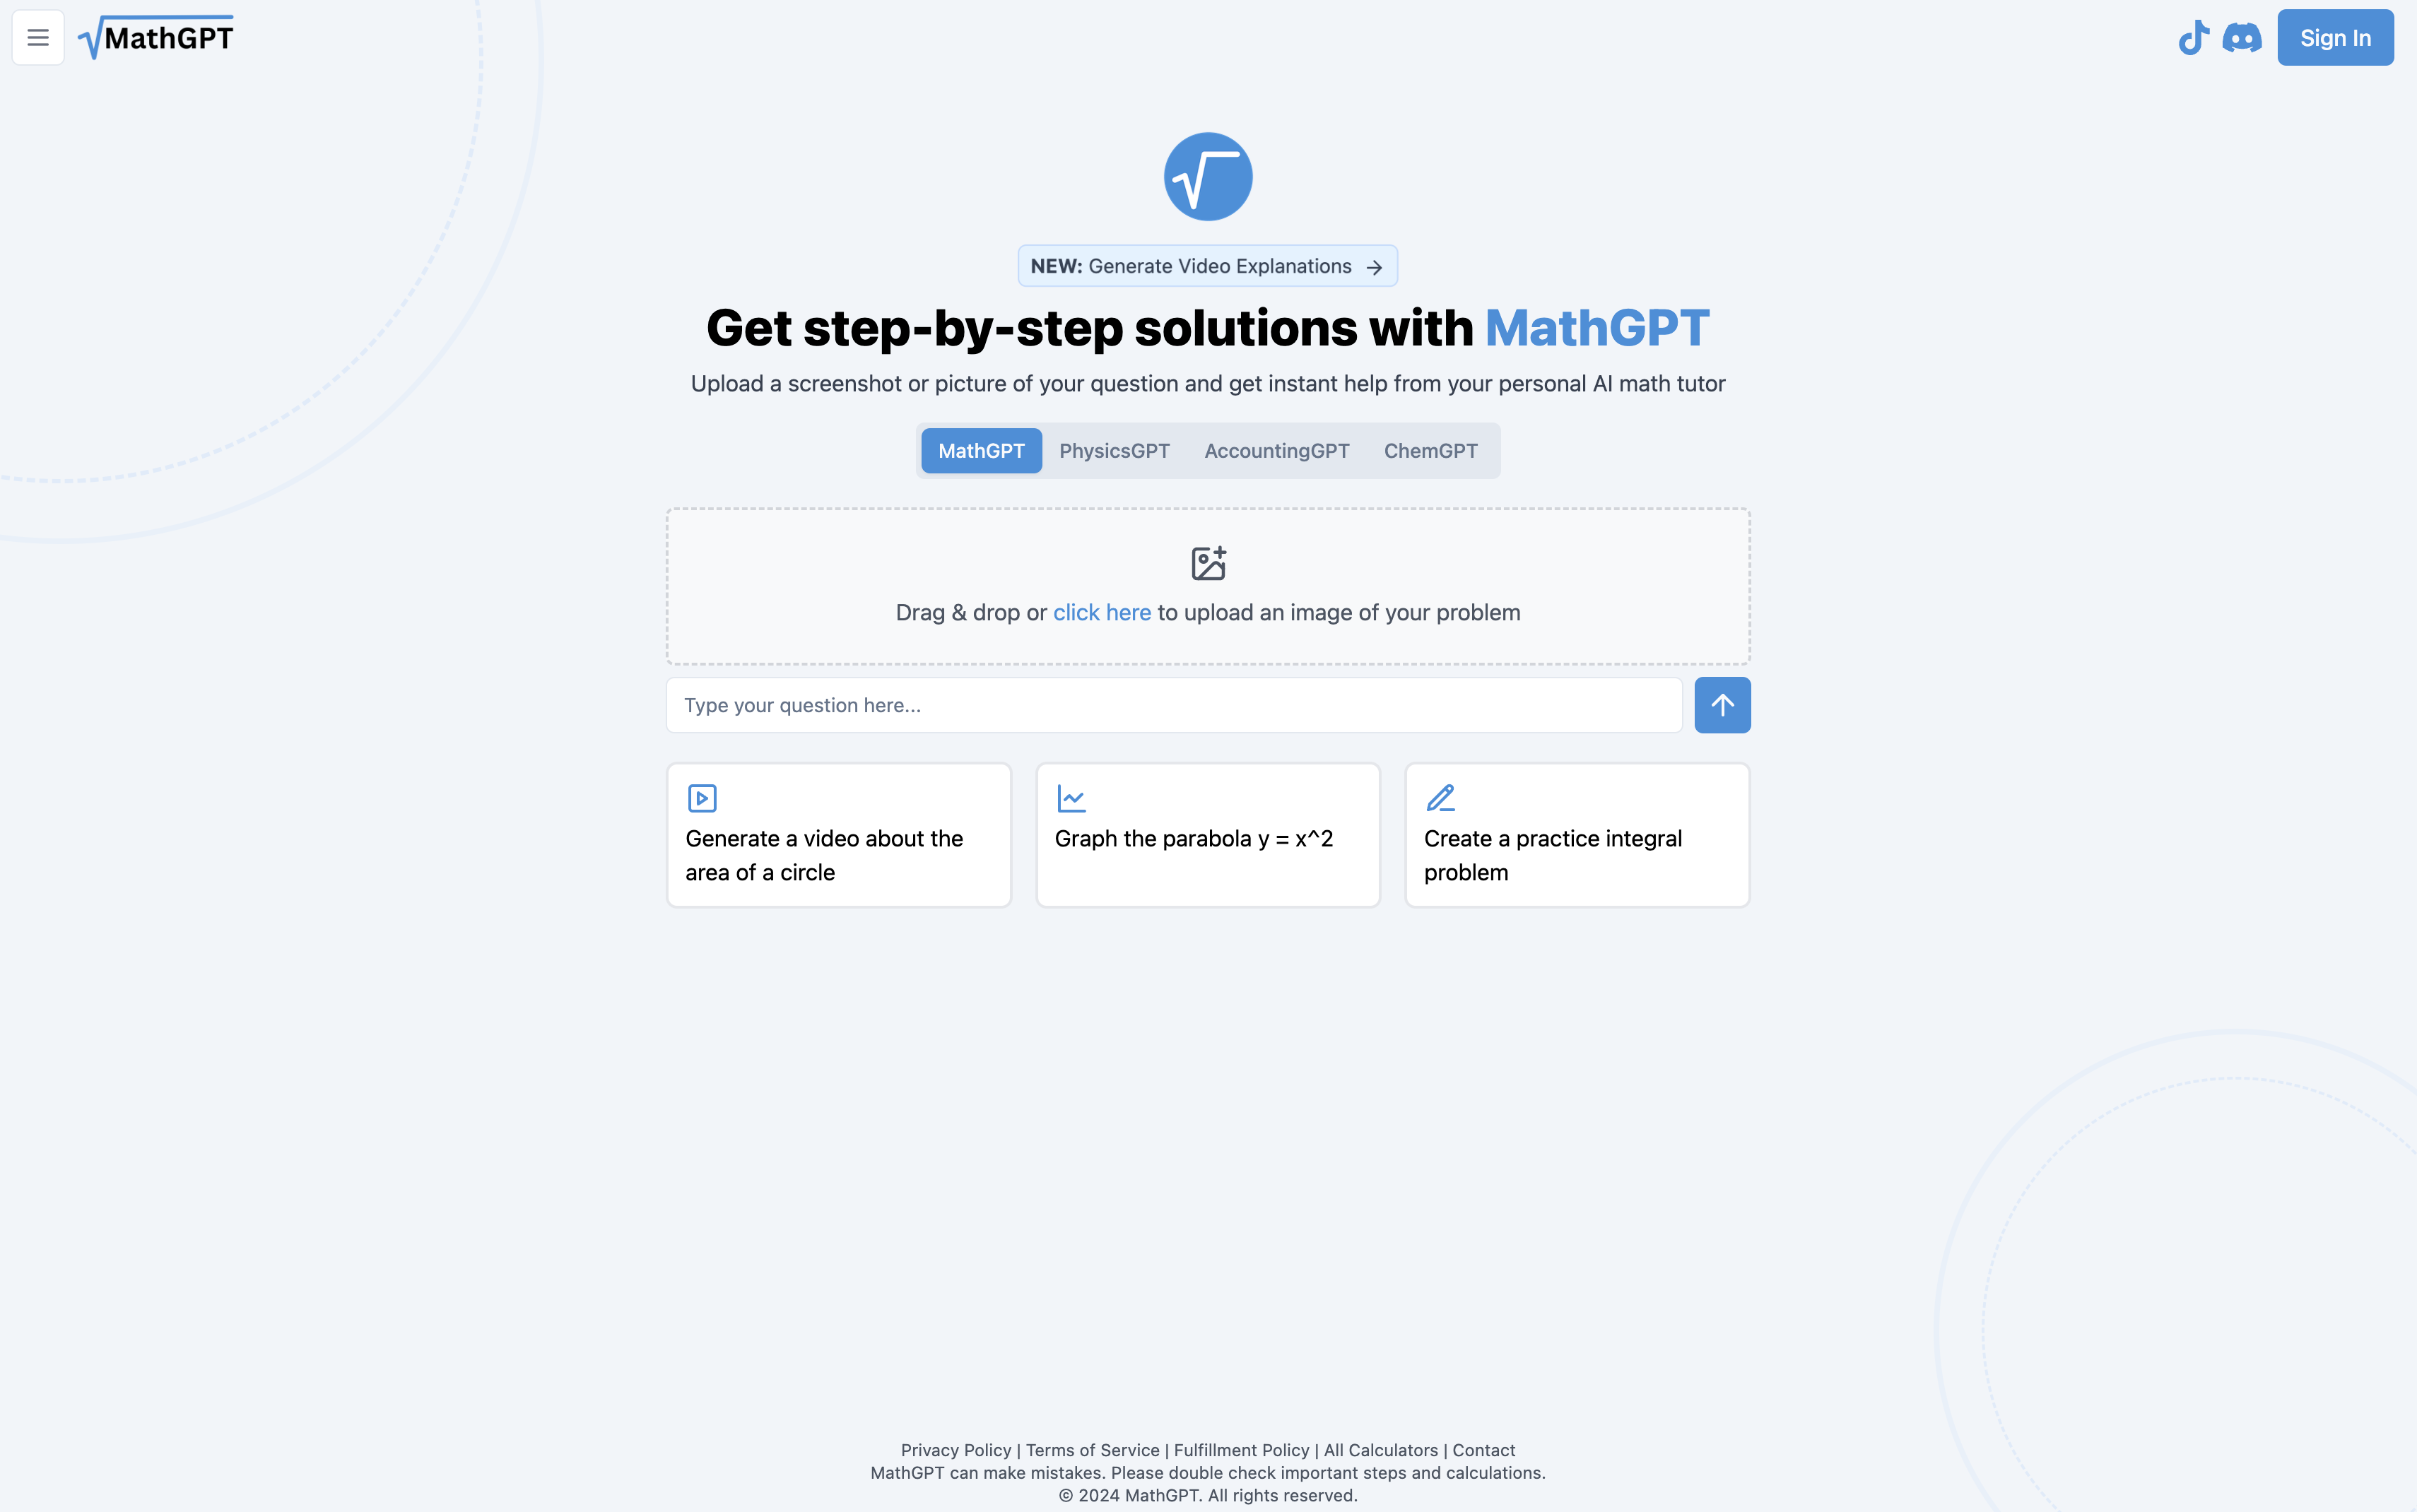 MathGPT
Sign In
NEW: Generate Video Explanations →
Get step-by-step solutions with MathGPT
Upload a screenshot or picture of your question and get instant help from your personal AI math tutor
MathGPT PhysicsGPT AccountingGPT ChemGPT
Drag & drop or click here to upload an image of your problem
Type your question here...
Generate a video about the
area of a circle
Graph the parabola y = x^2
Create a practice integral
problem
Privacy Policy | Terms of Service | Fulfillment Policy | All Calculators | Contact
MathGPT can make mistakes. Please double check important steps and calculations.
© 2024 MathGPT. All rights reserved.